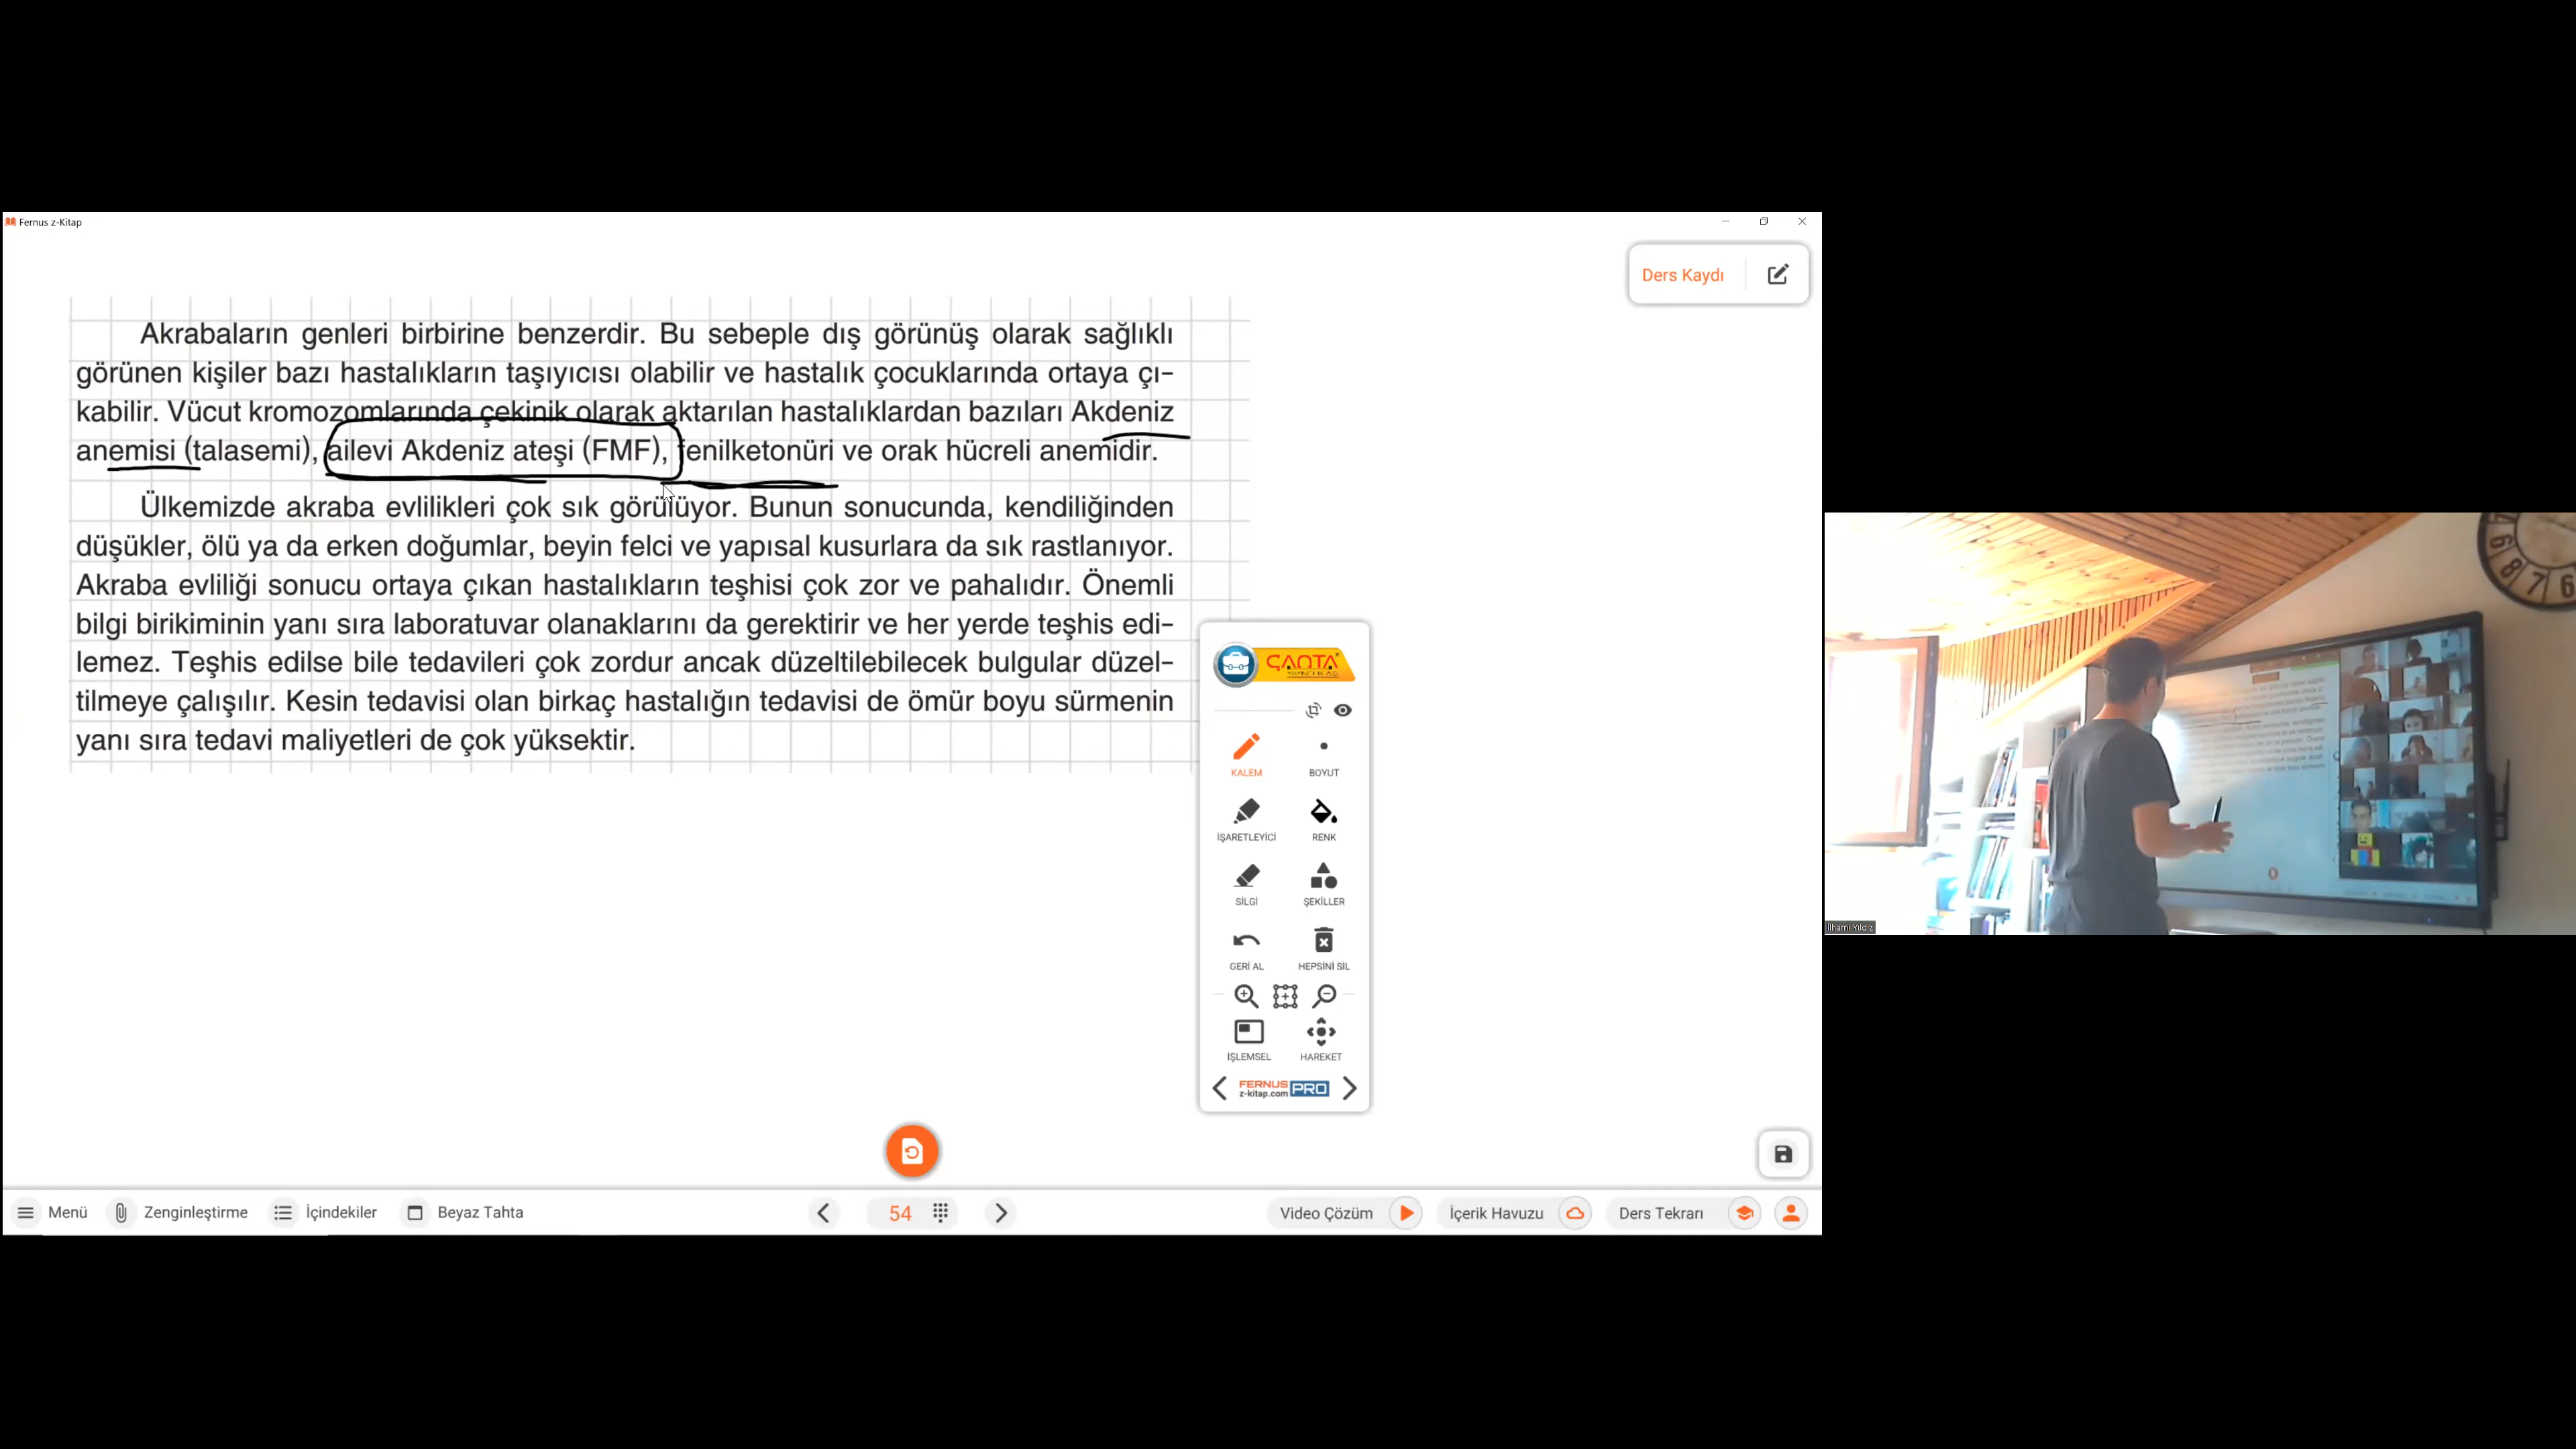 Fernus z-Kitap
Ders Kaydı
Akrabaların genleri birbirine benzerdir. Bu sebeple dış görünüş olarak sağlıklı
görünen kişiler bazı hastalıkların taşıyıcısı olabilir ve hastalık çocuklarında ortaya çı-
kabilir. Vücut kromozomlarında çekinik olarak aktarılan hastalıklardan bazıları Akdeniz
anemisi (talasemi), ailevi Akdeniz ateşi (FMF), fenilketonüri ve orak hücreli anemidir.
Ülkemizde akraba evlilikleri çok sık görülüyor. Bunun sonucunda, kendiliğinden
düşükler, ölü ya da erken doğumlar, beyin felci ve yapısal kusurlara da sık rastlanıyor.
Akraba evliliği sonucu ortaya çıkan hastalıkların teşhisi çok zor ve pahalıdır. Önemli
bilgi birikiminin yanı sıra laboratuvar olanaklarını da gerektirir ve her yerde teşhis edi-
lemez. Teşhis edilse bile tedavileri çok zordur ancak düzeltilebilecek bulgular düzel-
tilmeye çalışılır. Kesin tedavisi olan birkaç hastalığın tedavisi de ömür boyu sürmenin
yanı sıra tedavi maliyetleri de çok yüksektir.
ÇANTA
KALEM BOYUT
İŞARETLEYİCİ RENK
SİLGİ ŞEKİLLER
GERİ AL HEPSİNİ SİL
İŞLEMSEL HAREKET
FERNUS PRO
z-kitap.com
Menü Zenginleştirme İçindekiler Beyaz Tahta 54 Video Çözüm İçerik Havuzu Ders Tekrarı
İlhami Yıldız
9
8
7 6